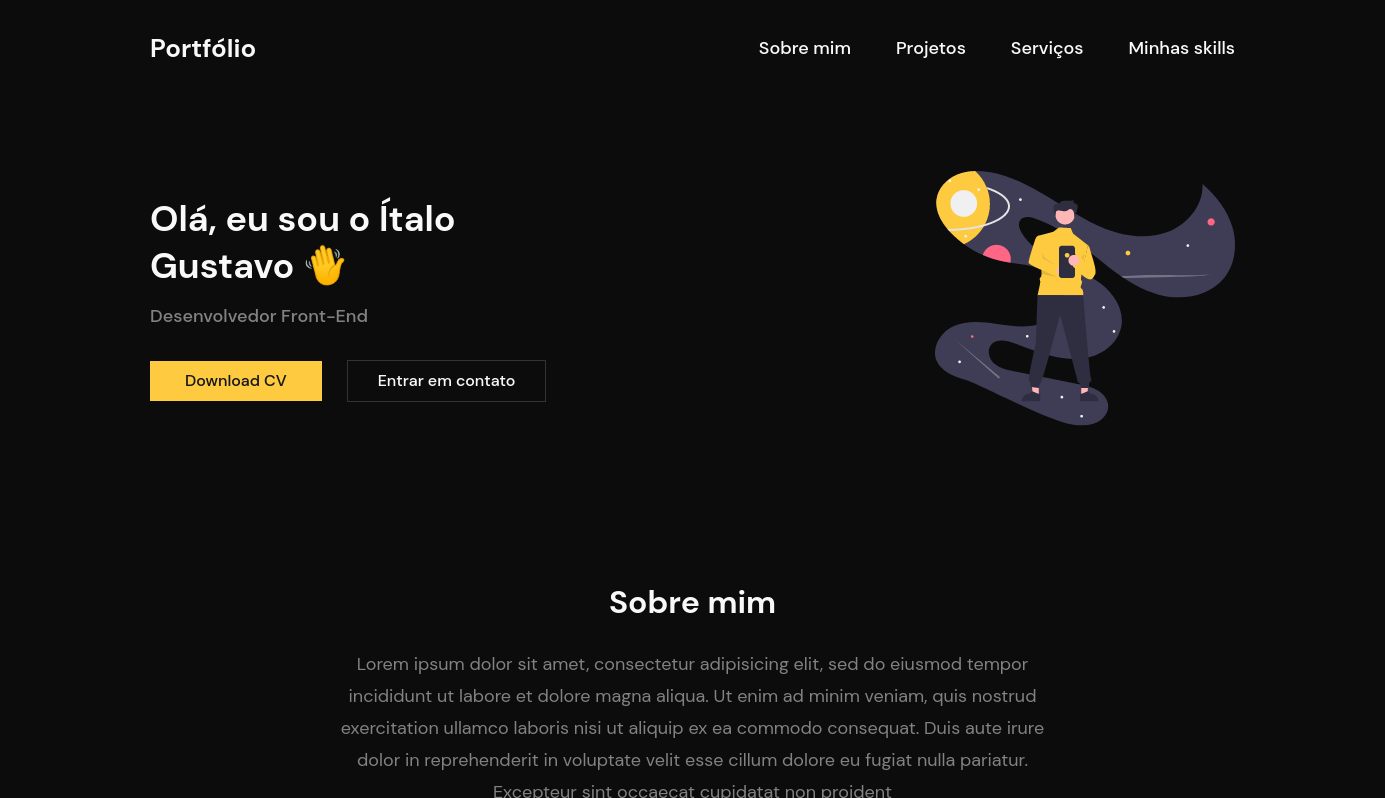 Portfólio
Sobre mim
Projetos
Serviços
Minhas skills
Olá, eu sou o Ítalo
Gustavo 👋
Desenvolvedor Front-End
Download CV
Entrar em contato
Sobre mim
Lorem ipsum dolor sit amet, consectetur adipisicing elit, sed do eiusmod tempor
incididunt ut labore et dolore magna aliqua. Ut enim ad minim veniam, quis nostrud
exercitation ullamco laboris nisi ut aliquip ex ea commodo consequat. Duis aute irure
dolor in reprehenderit in voluptate velit esse cillum dolore eu fugiat nulla pariatur.
Excepteur sint occaecat cupidatat non proident